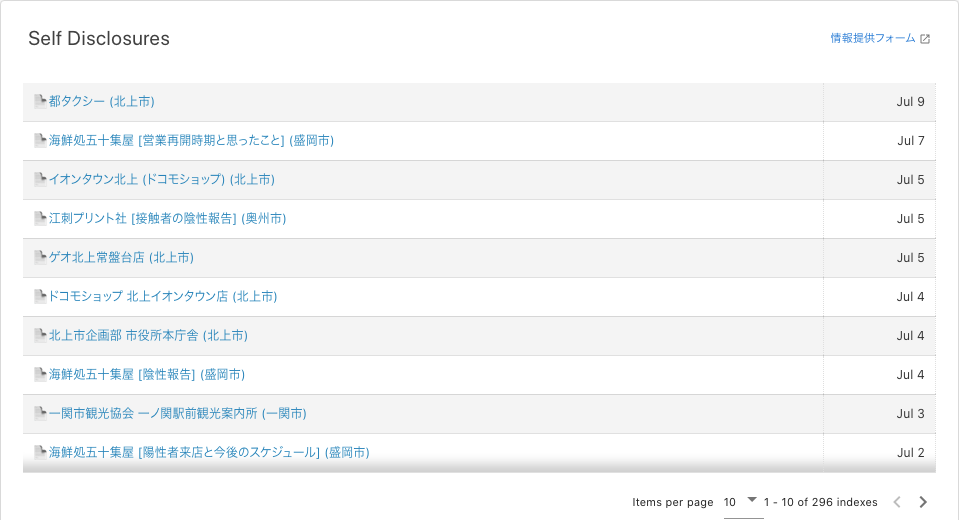 Self Disclosures
情報提供フォーム
都タクシー (北上市) Jul 9
海鮮処五十集屋 [営業再開時期と思ったこと] (盛岡市) Jul 7
イオンタウン北上 (ドコモショップ) (北上市) Jul 5
江刺プリント社 [接触者の陰性報告] (奥州市) Jul 5
ゲオ北上常盤台店 (北上市) Jul 5
ドコモショップ 北上イオンタウン店 (北上市) Jul 4
北上市企画部 市役所本庁舎 (北上市) Jul 4
海鮮処五十集屋 [陰性報告] (盛岡市) Jul 4
一関市観光協会 一ノ関駅前観光案内所 (一関市) Jul 3
海鮮処五十集屋 [陽性者来店と今後のスケジュール] (盛岡市) Jul 2
Items per page 10 1 - 10 of 296 indexes